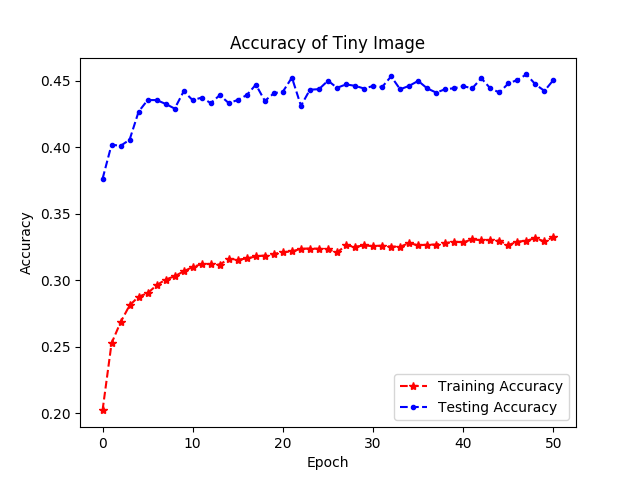 Accuracy of Tiny Image
Accuracy
0.45
0.40
0.35
0.30
0.25
0.20
Training Accuracy
Testing Accuracy
0 10 20 30 40 50
Epoch